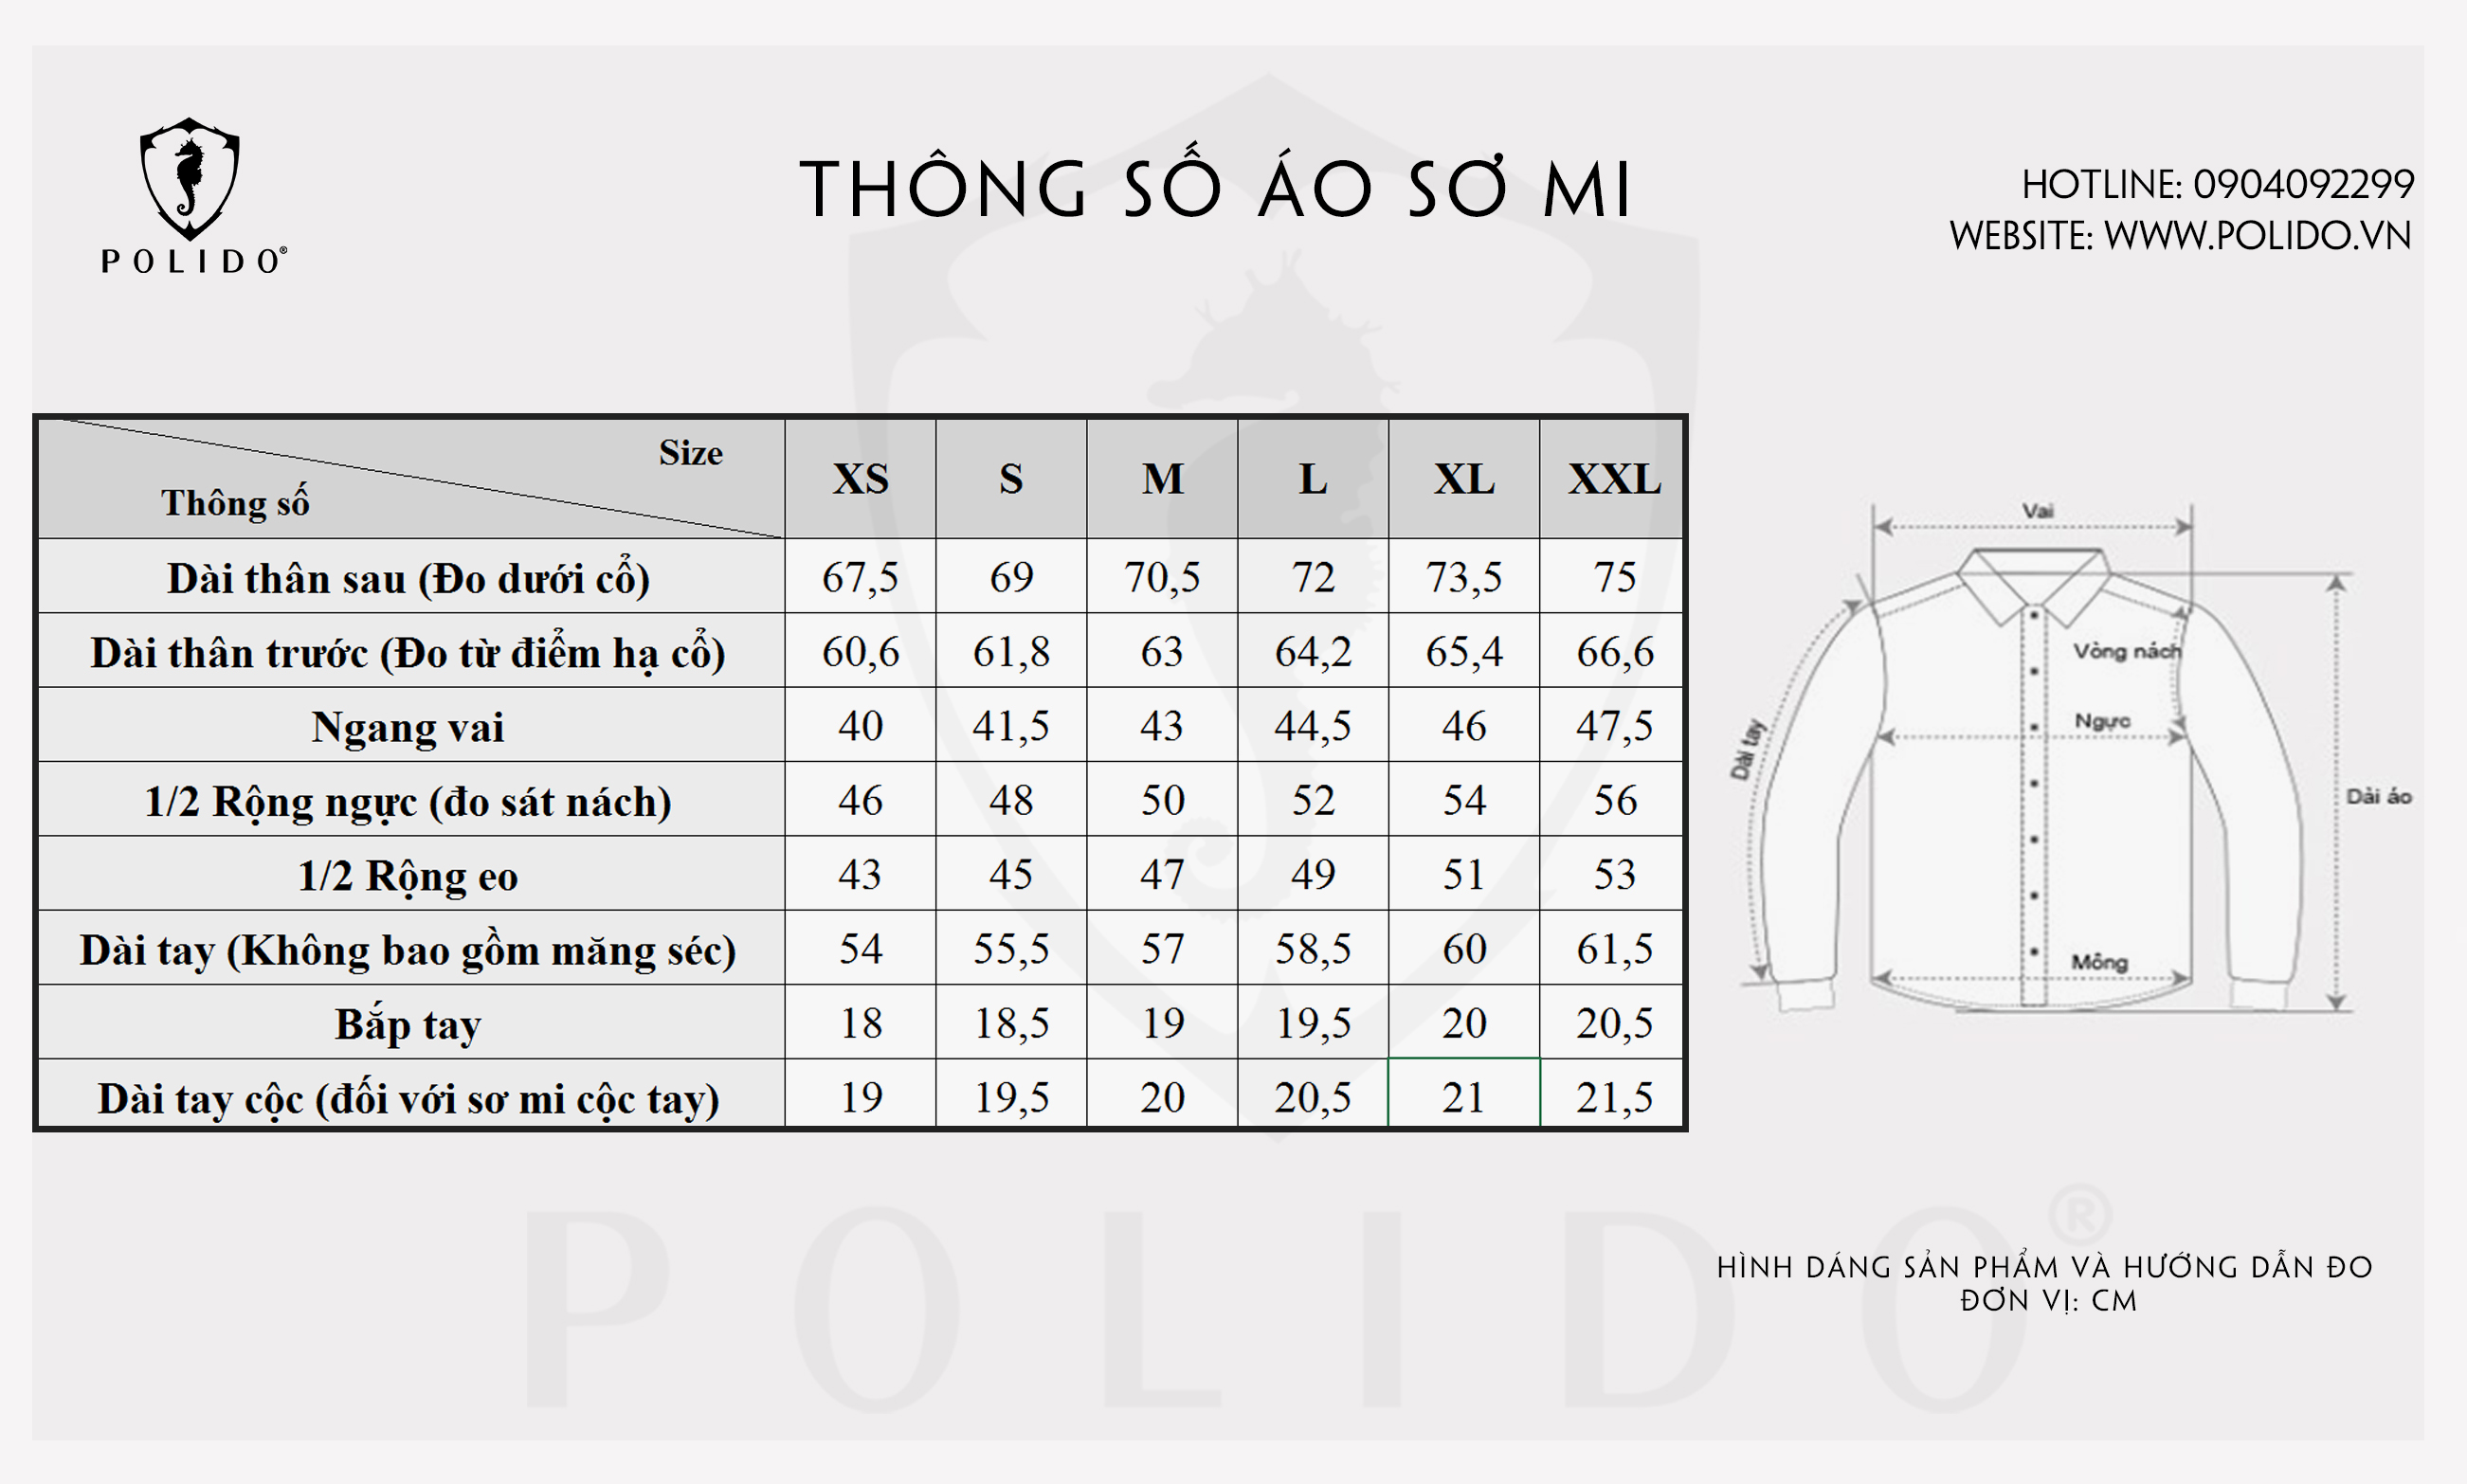 POLIDO®
THÔNG SỐ ÁO SƠ MI
HOTLINE: 0904092299
WEBSITE: WWW.POLIDO.VN
Size
Thông số
XS S M L XL XXL
Dài thân sau (Đo dưới cổ) 67,5 69 70,5 72 73,5 75
Dài thân trước (Đo từ điểm hạ cổ) 60,6 61,8 63 64,2 65,4 66,6
Ngang vai 40 41,5 43 44,5 46 47,5
1/2 Rộng ngực (đo sát nách) 46 48 50 52 54 56
1/2 Rộng eo 43 45 47 49 51 53
Dài tay (Không bao gồm măng séc) 54 55,5 57 58,5 60 61,5
Bắp tay 18 18,5 19 19,5 20 20,5
Dài tay cộc (đối với sơ mi cộc tay) 19 19,5 20 20,5 21 21,5
Vai
Vòng nách
Ngực
Dài tay
Dài áo
Mông
POLIDO®
HÌNH DÁNG SẢN PHẨM VÀ HƯỚNG DẪN ĐO
ĐƠN VỊ: CM